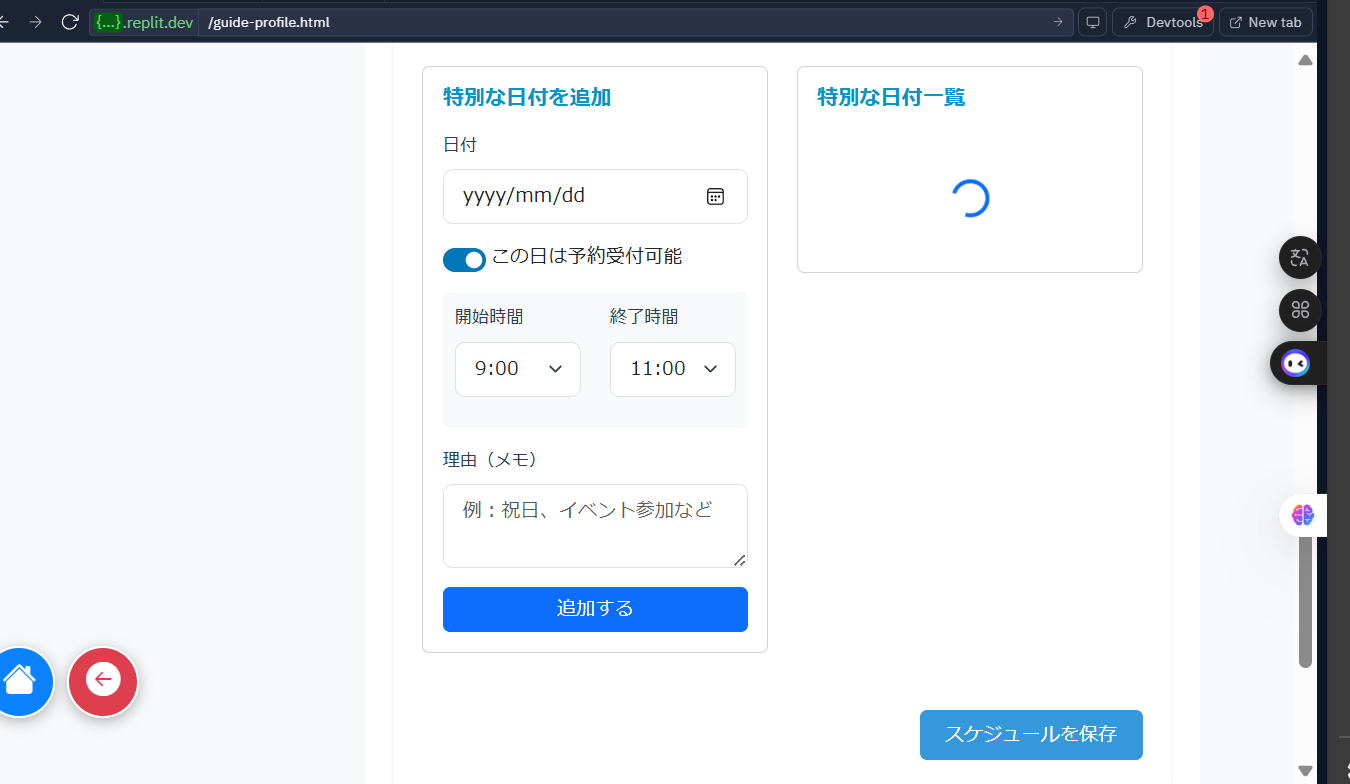 {...}.replit.dev
/guide-profile.html
Devtools
1
New tab
特別な日付を追加
日付
yyyy/mm/dd
この日は予約受付可能
開始時間
終了時間
9:00
11:00
理由（メモ）
例：祝日、イベント参加など
追加する
特別な日付一覧
スケジュールを保存